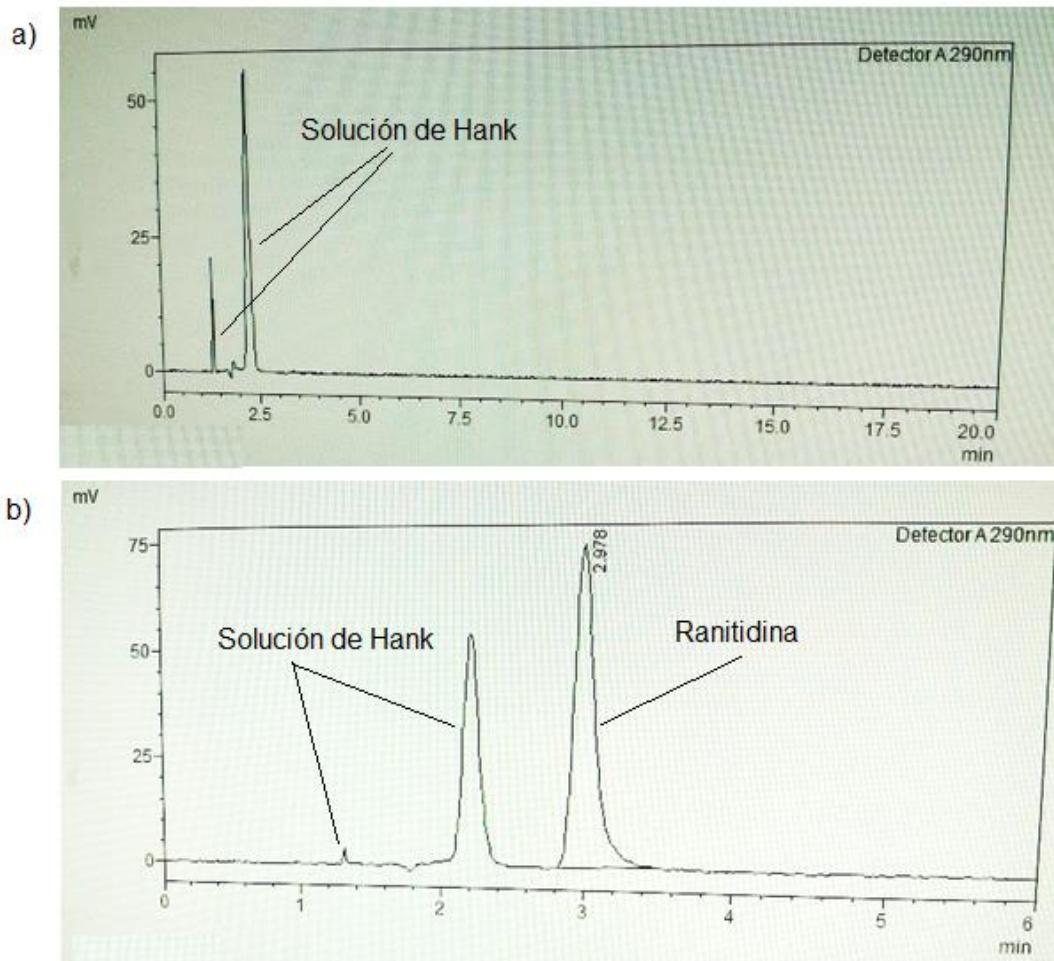 a)
mV
Detector A 290nm
50
Solución de Hank
25
0
0.0 2.5 5.0 7.5 10.0 12.5 15.0 17.5 20.0
min
b)
mV
Detector A 290nm
75
2.978
Solución de Hank
Ranitidina
50
25
0
0 1 2 3 4 5 6
min